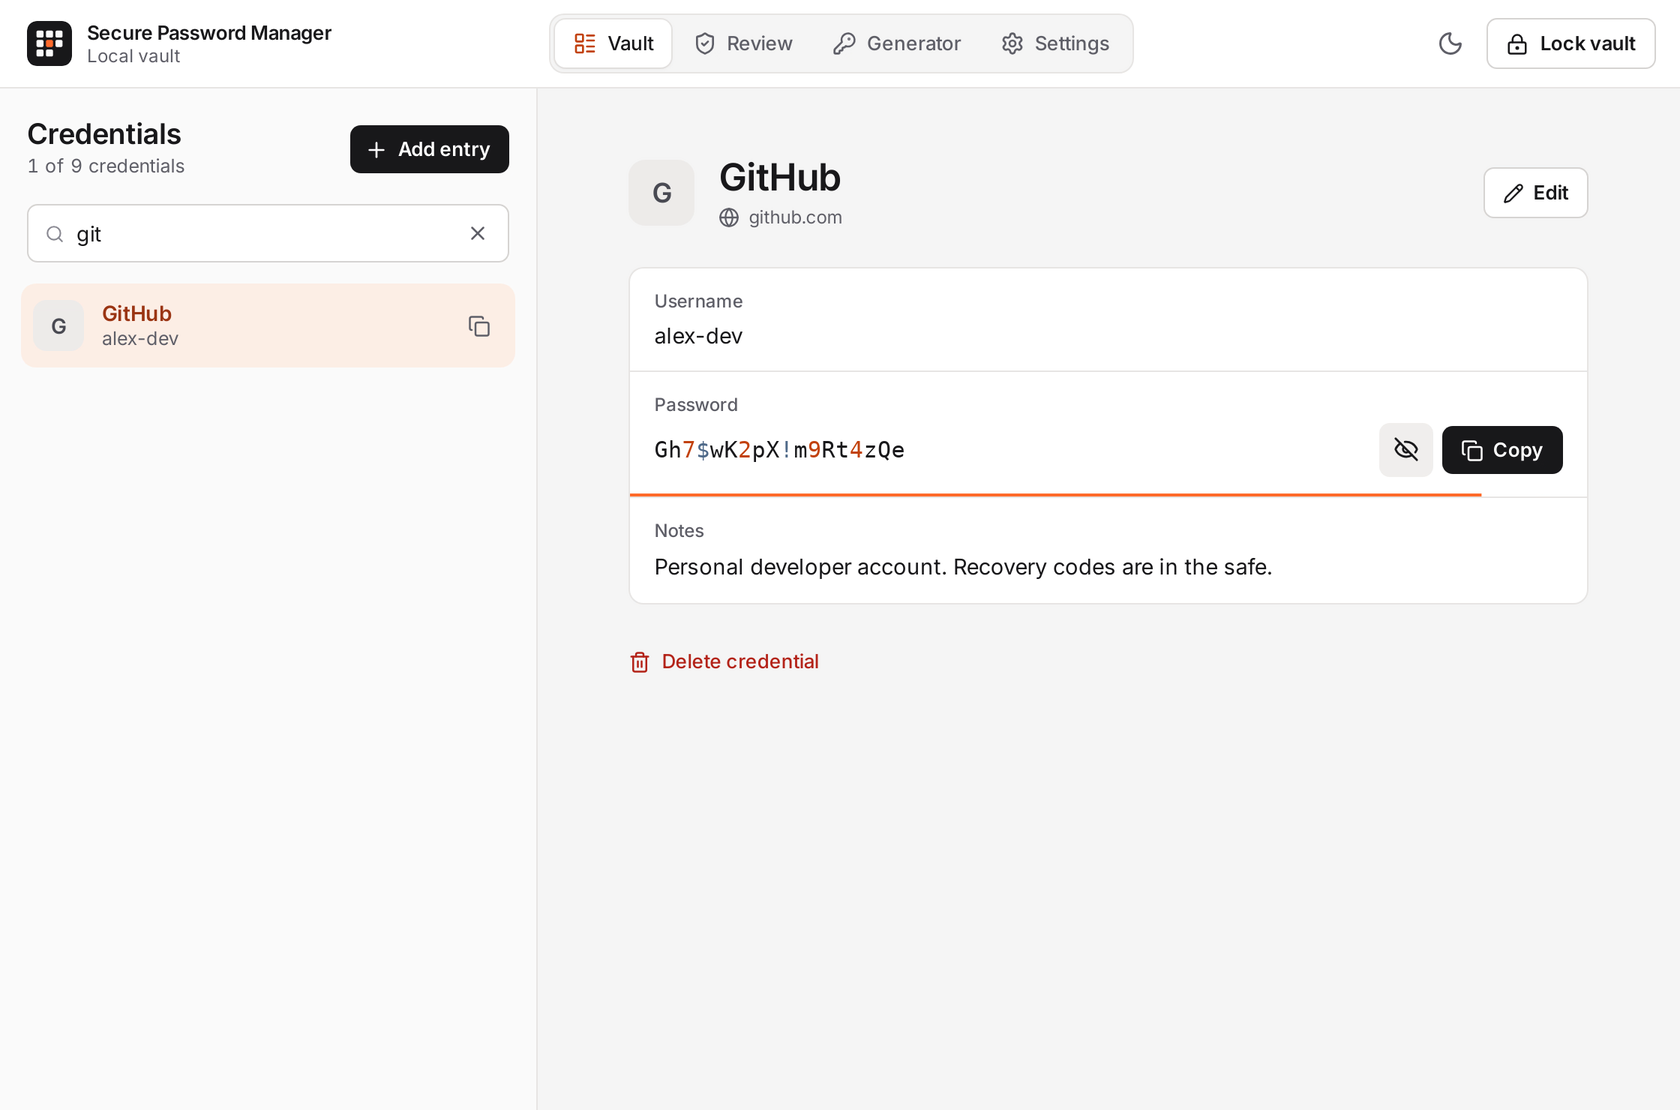 Secure Password Manager
Local vault
Vault
Review
Generator
Settings
Lock vault
Credentials
1 of 9 credentials
Add entry
git
G
GitHub
alex-dev
G
GitHub
github.com
Edit
Username
alex-dev
Password
Gh7$wK2pX!m9Rt4zQe
Copy
Notes
Personal developer account. Recovery codes are in the safe.
Delete credential